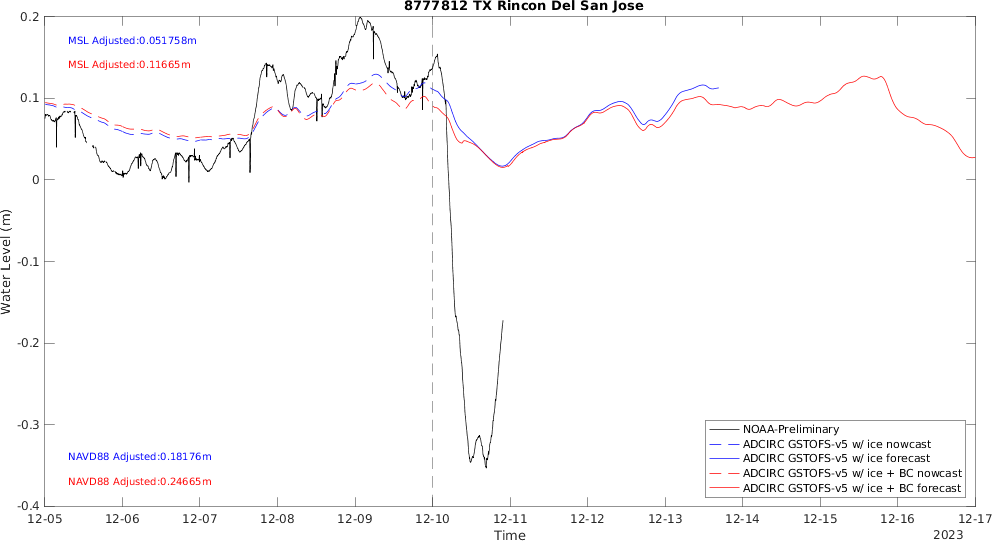 8777812 TX Rincon Del San Jose
MSL Adjusted:0.051758m
MSL Adjusted:0.11665m
0.2
0.1
0
-0.1
-0.2
-0.3
-0.4
Water Level (m)
NAVD88 Adjusted:0.18176m
NAVD88 Adjusted:0.24665m
NOAA-Preliminary
ADCIRC GSTOFS-v5 w/ ice nowcast
ADCIRC GSTOFS-v5 w/ ice forecast
ADCIRC GSTOFS-v5 w/ ice + BC nowcast
ADCIRC GSTOFS-v5 w/ ice + BC forecast
12-05 12-06 12-07 12-08 12-09 12-10 12-11 12-12 12-13 12-14 12-15 12-16 12-17
Time
2023